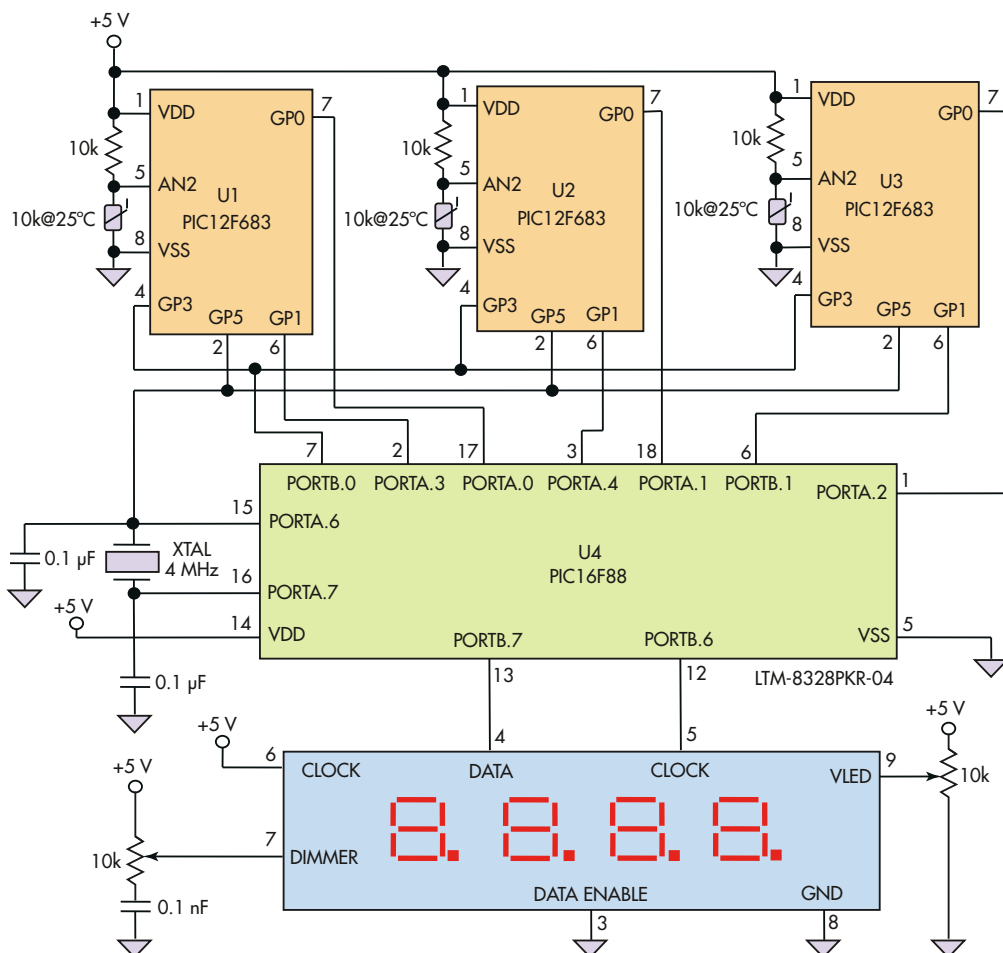 +5 V
1
VDD
7
GP0
10k
5
AN2
U1
PIC12F683
10k@25°C
8
VSS
4
GP3
GP5
GP1
2
6
1
VDD
7
GP0
10k
5
AN2
U2
PIC12F683
10k@25°C
8
VSS
4
GP3
GP5
GP1
2
6
1
VDD
7
GP0
10k
5
AN2
U3
PIC12F683
10k@25°C
8
VSS
4
GP3
GP5
GP1
2
6
7
2
17
3
18
6
PORTB.0
PORTA.3
PORTA.0
PORTA.4
PORTA.1
PORTB.1
PORTA.2
1
15
PORTA.6
0.1 µF
XTAL
4 MHz
U4
PIC16F88
16
PORTA.7
+5 V
14
VDD
PORTB.7
PORTB.6
VSS
5
13
12
LTM-8328PKR-04
0.1 µF
+5 V
6
CLOCK
4
DATA
5
CLOCK
VLED
9
+5 V
10k
+5 V
10k
7
DIMMER
8.8.8.8.
0.1 nF
DATA ENABLE
GND
3
8